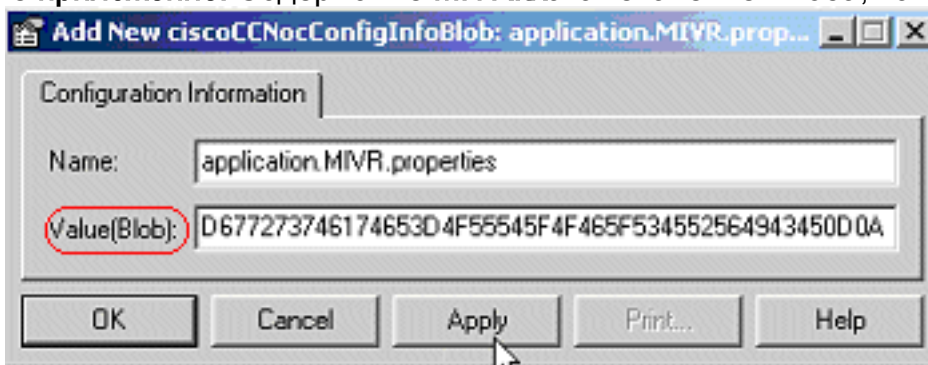 Add New ciscoCCNocConfigInfoBlob: application.MIVR.prop...
Configuration Information
Name: application.MIVR.properties
Value(Blob): D677273746174653D4F55545F4F465F534552564943450D0A
OK Cancel Apply Print... Help